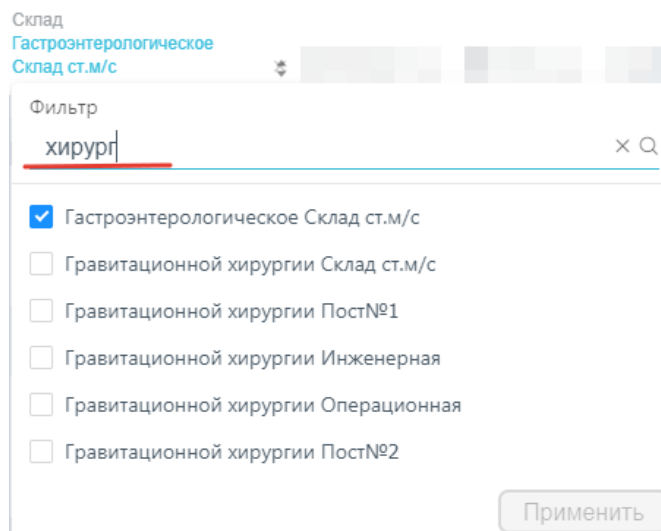 Склад
Гастроэнтерологическое
Склад ст.м/с
Фильтр
хирург
Гастроэнтерологическое Склад ст.м/с
Гравитационной хирургии Склад ст.м/с
Гравитационной хирургии Пост№1
Гравитационной хирургии Инженерная
Гравитационной хирургии Операционная
Гравитационной хирургии Пост№2
Применить